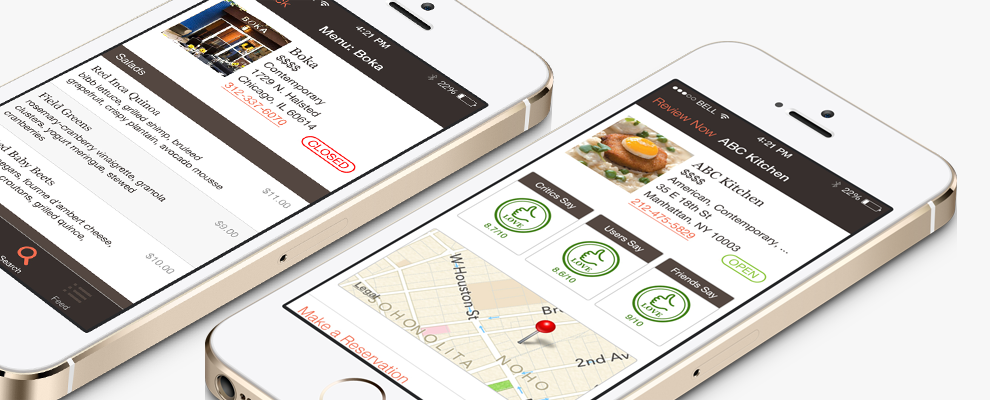 4:21 PM
22%
Menu: Boka
BOKA
Boka
$$$$
Contemporary
1729 N. Halsted
Chicago, IL 60614
312-337-6070
CLOSED
Salads
Red Inca Quinoa
bibb lettuce, grilled shrimp, bruleed
grapefruit, crispy plantain, avocado mousse
$11.00
Field Greens
rosemary-cranberry vinaigrette, granola
clusters, yogurt meringue, stewed
cranberries
$9.00
Baby Beets
fourme d'ambert cheese,
croutons, grilled quince,
$10.00
Search
Feed
BELL
4:21 PM
22%
Review Now
ABC Kitchen
ABC Kitchen
$$$$
American, Contemporary, ...
35 E 18th St
Manhattan, NY 10003
212-475-5829
OPEN
Critics Say
LOVE
8.7/10
Users Say
LOVE
8.6/10
Friends Say
LOVE
9/10
W Houston St
Legal
SOHO
NOLITA
NOHO
2nd Av
Make a Reservation